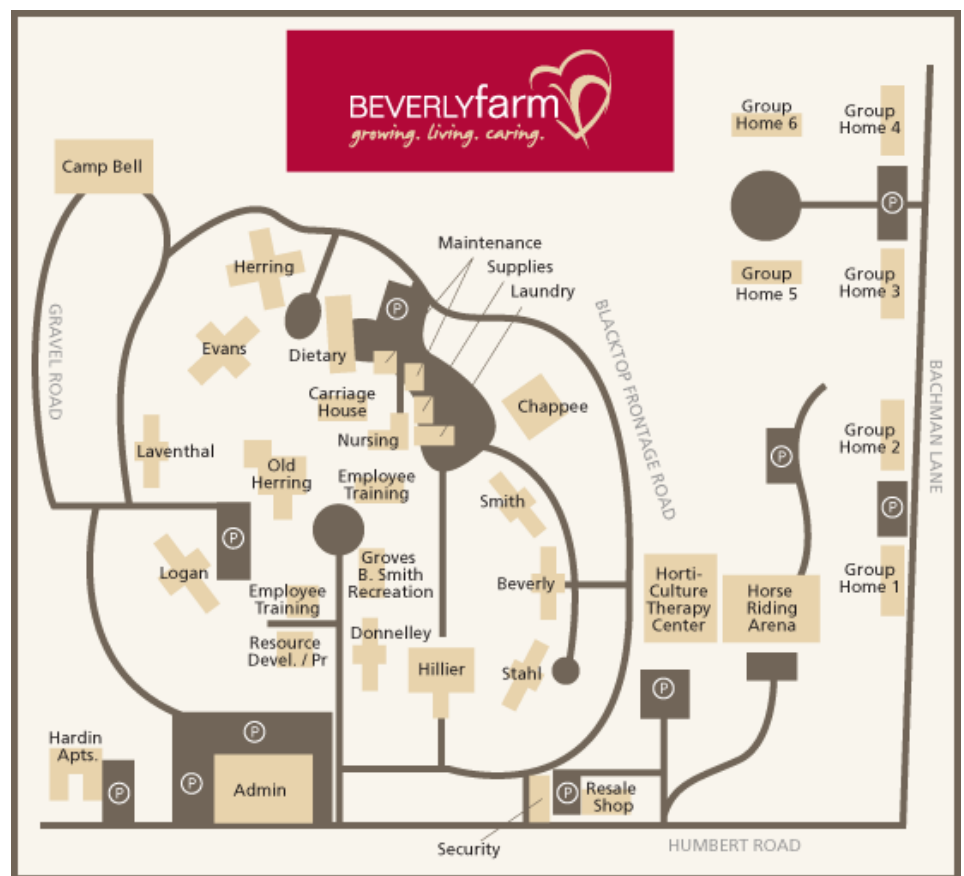 BEVERLYfarm
growing. living. caring.
Group
Home 6
Group
Home 4
P
Camp Bell
Maintenance
Supplies
Laundry
Herring
Group
Home 5
Group
Home 3
P
GRAVEL ROAD
BLACKTOP FRONTAGE ROAD
BACHMAN LANE
Evans
Dietary
Carriage
House
Chappee
Nursing
Laventhal
Old
Herring
Employee
Training
Smith
P
Group
Home 2
P
P
Logan
Groves
B. Smith
Recreation
Beverly
Horti-
Culture
Therapy
Center
Horse
Riding
Arena
Group
Home 1
Employee
Training
Resource
Devel. / Pr
Donnelley
Hillier
Stahl
P
Hardin
Apts.
P
P
P
Admin
P
Resale
Shop
Security
HUMBERT ROAD